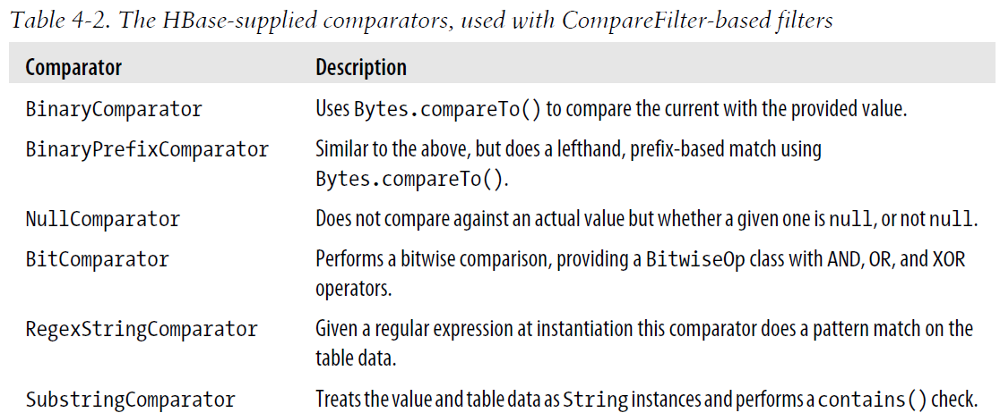 Table 4-2. The HBase-supplied comparators, used with CompareFilter-based filters
Comparator Description
BinaryComparator Uses Bytes.compareTo() to compare the current with the provided value.
BinaryPrefixComparator Similar to the above, but does a lefthand, prefix-based match using
Bytes.compareTo().
NullComparator Does not compare against an actual value but whether a given one is null, or not null.
BitComparator Performs a bitwise comparison, providing a BitwiseOp class with AND, OR, and XOR
operators.
RegexStringComparator Given a regular expression at instantiation this comparator does a pattern match on the
table data.
SubstringComparator Treats the value and table data as String instances and performs a contains() check.